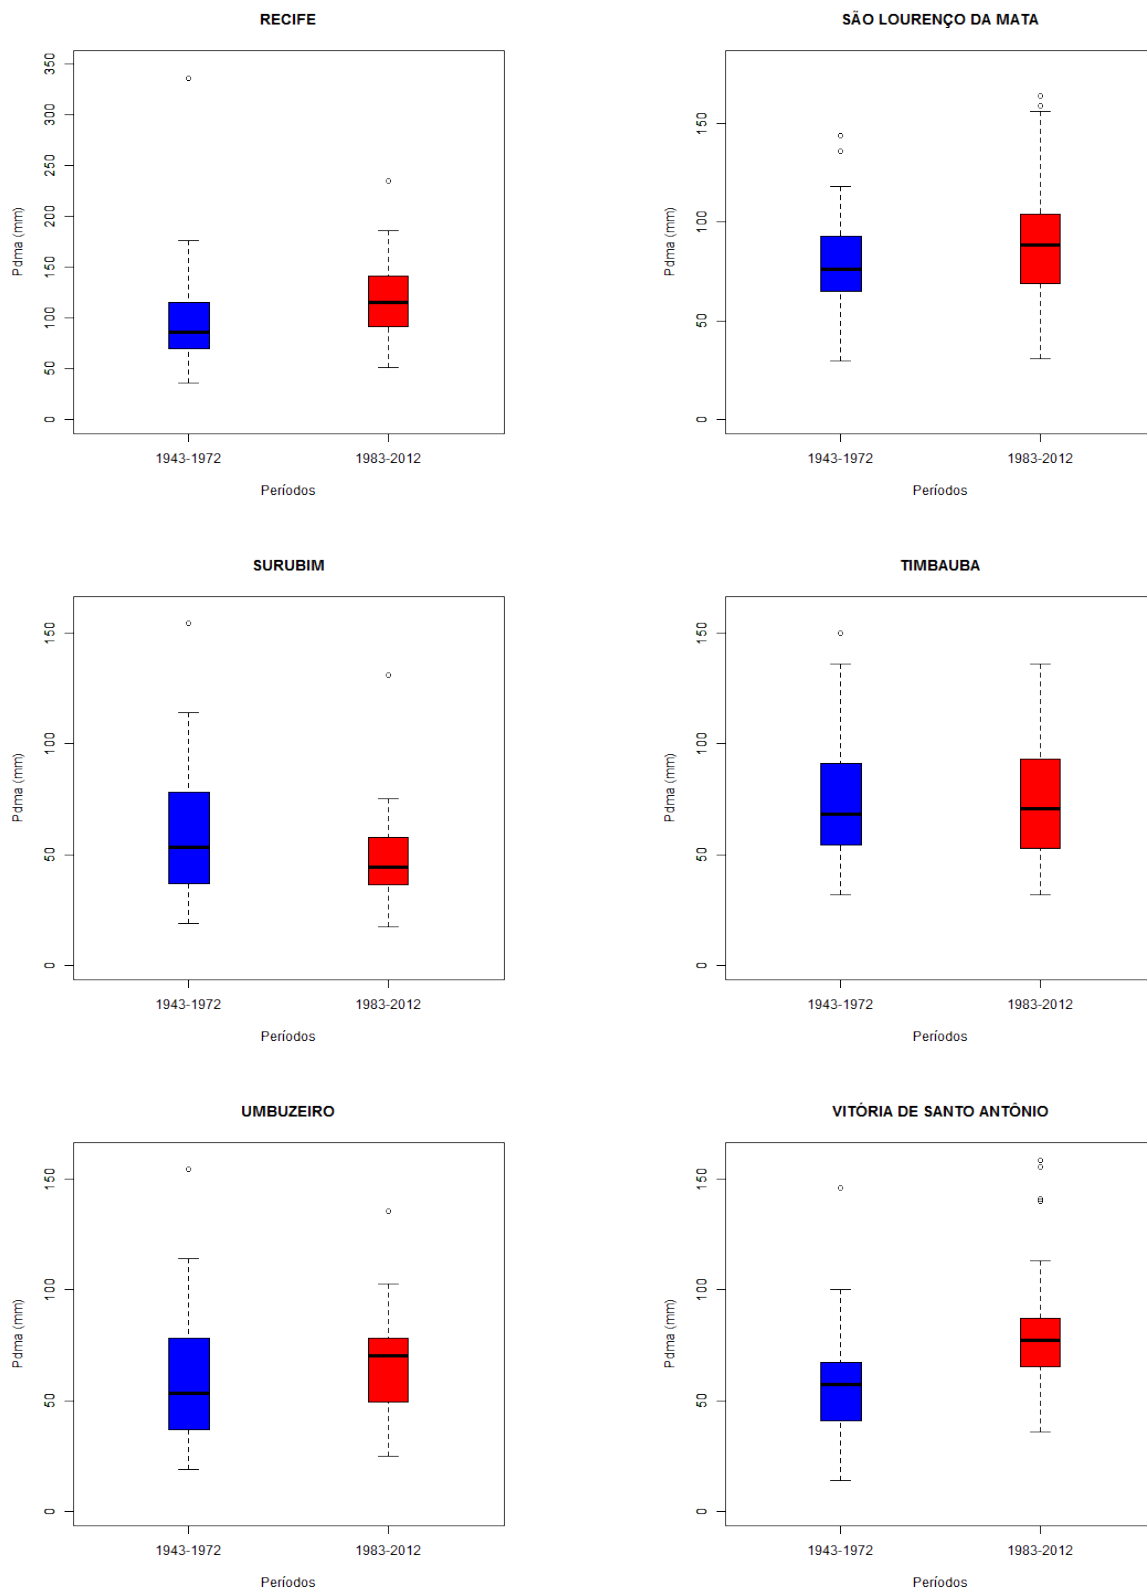 RECIFE
Pdma (mm)
350
300
250
200
150
100
50
0
1943-1972 1983-2012
Períodos
SÃO LOURENÇO DA MATA
Pdma (mm)
150
100
50
0
1943-1972 1983-2012
Períodos
SURUBIM
Pdma (mm)
150
100
50
0
1943-1972 1983-2012
Períodos
TIMBAUBA
Pdma (mm)
150
100
50
0
1943-1972 1983-2012
Períodos
UMBUZEIRO
Pdma (mm)
150
100
50
0
1943-1972 1983-2012
Períodos
VITÓRIA DE SANTO ANTÔNIO
Pdma (mm)
150
100
50
0
1943-1972 1983-2012
Períodos